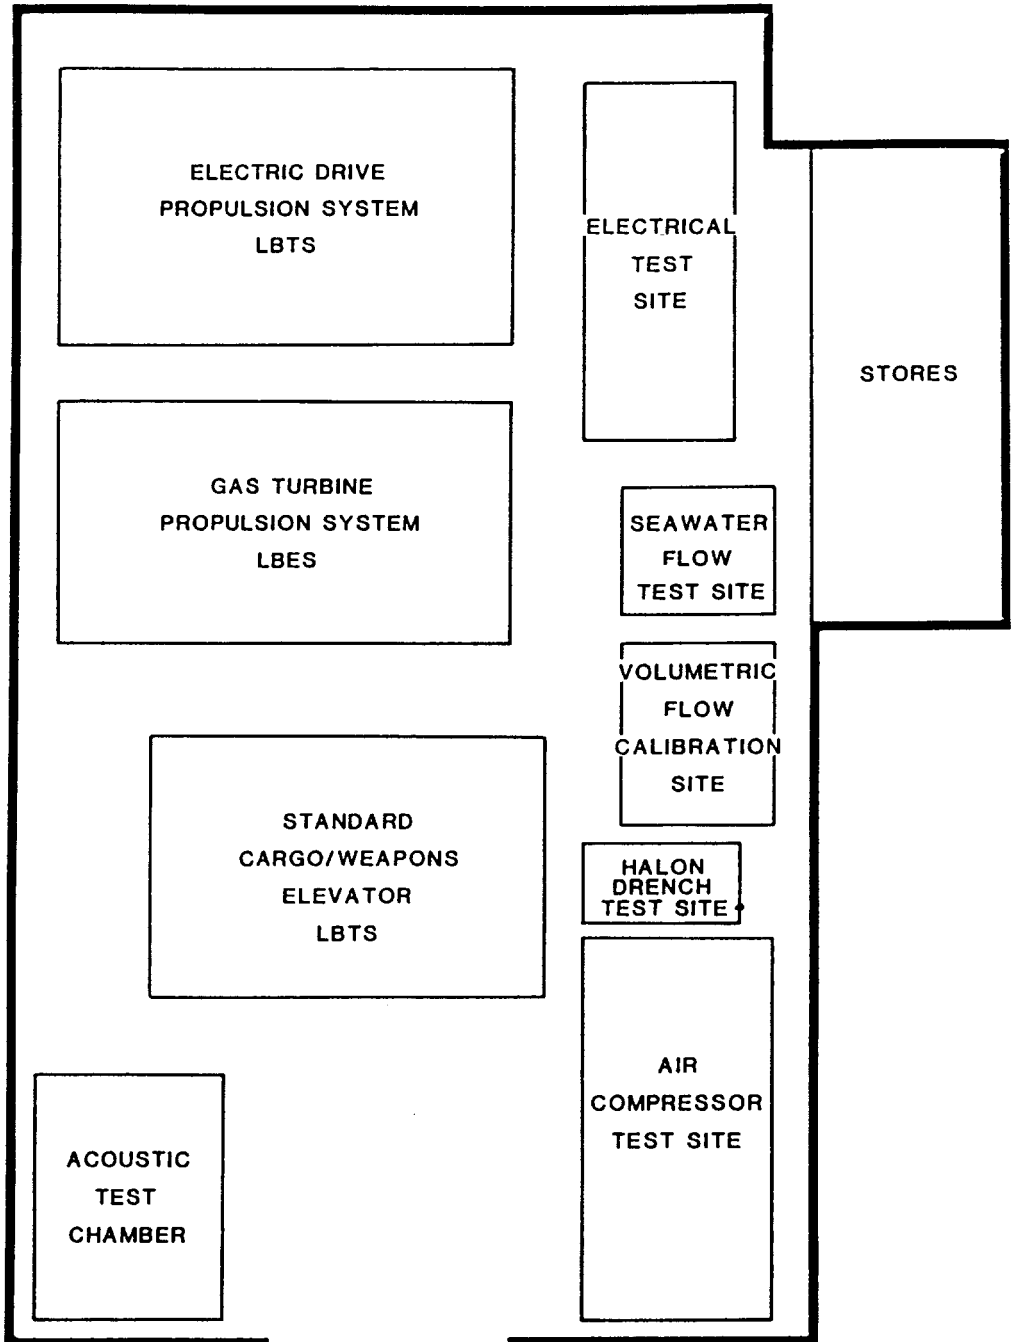 ELECTRIC DRIVE
PROPULSION SYSTEM
LBTS
ELECTRICAL
TEST
SITE
STORES
GAS TURBINE
PROPULSION SYSTEM
LBES
SEAWATER
FLOW
TEST SITE
VOLUMETRIC
FLOW
CALIBRATION
SITE
STANDARD
CARGO/WEAPONS
ELEVATOR
LBTS
HALON
DRENCH
TEST SITE
AIR
COMPRESSOR
TEST SITE
ACOUSTIC
TEST
CHAMBER